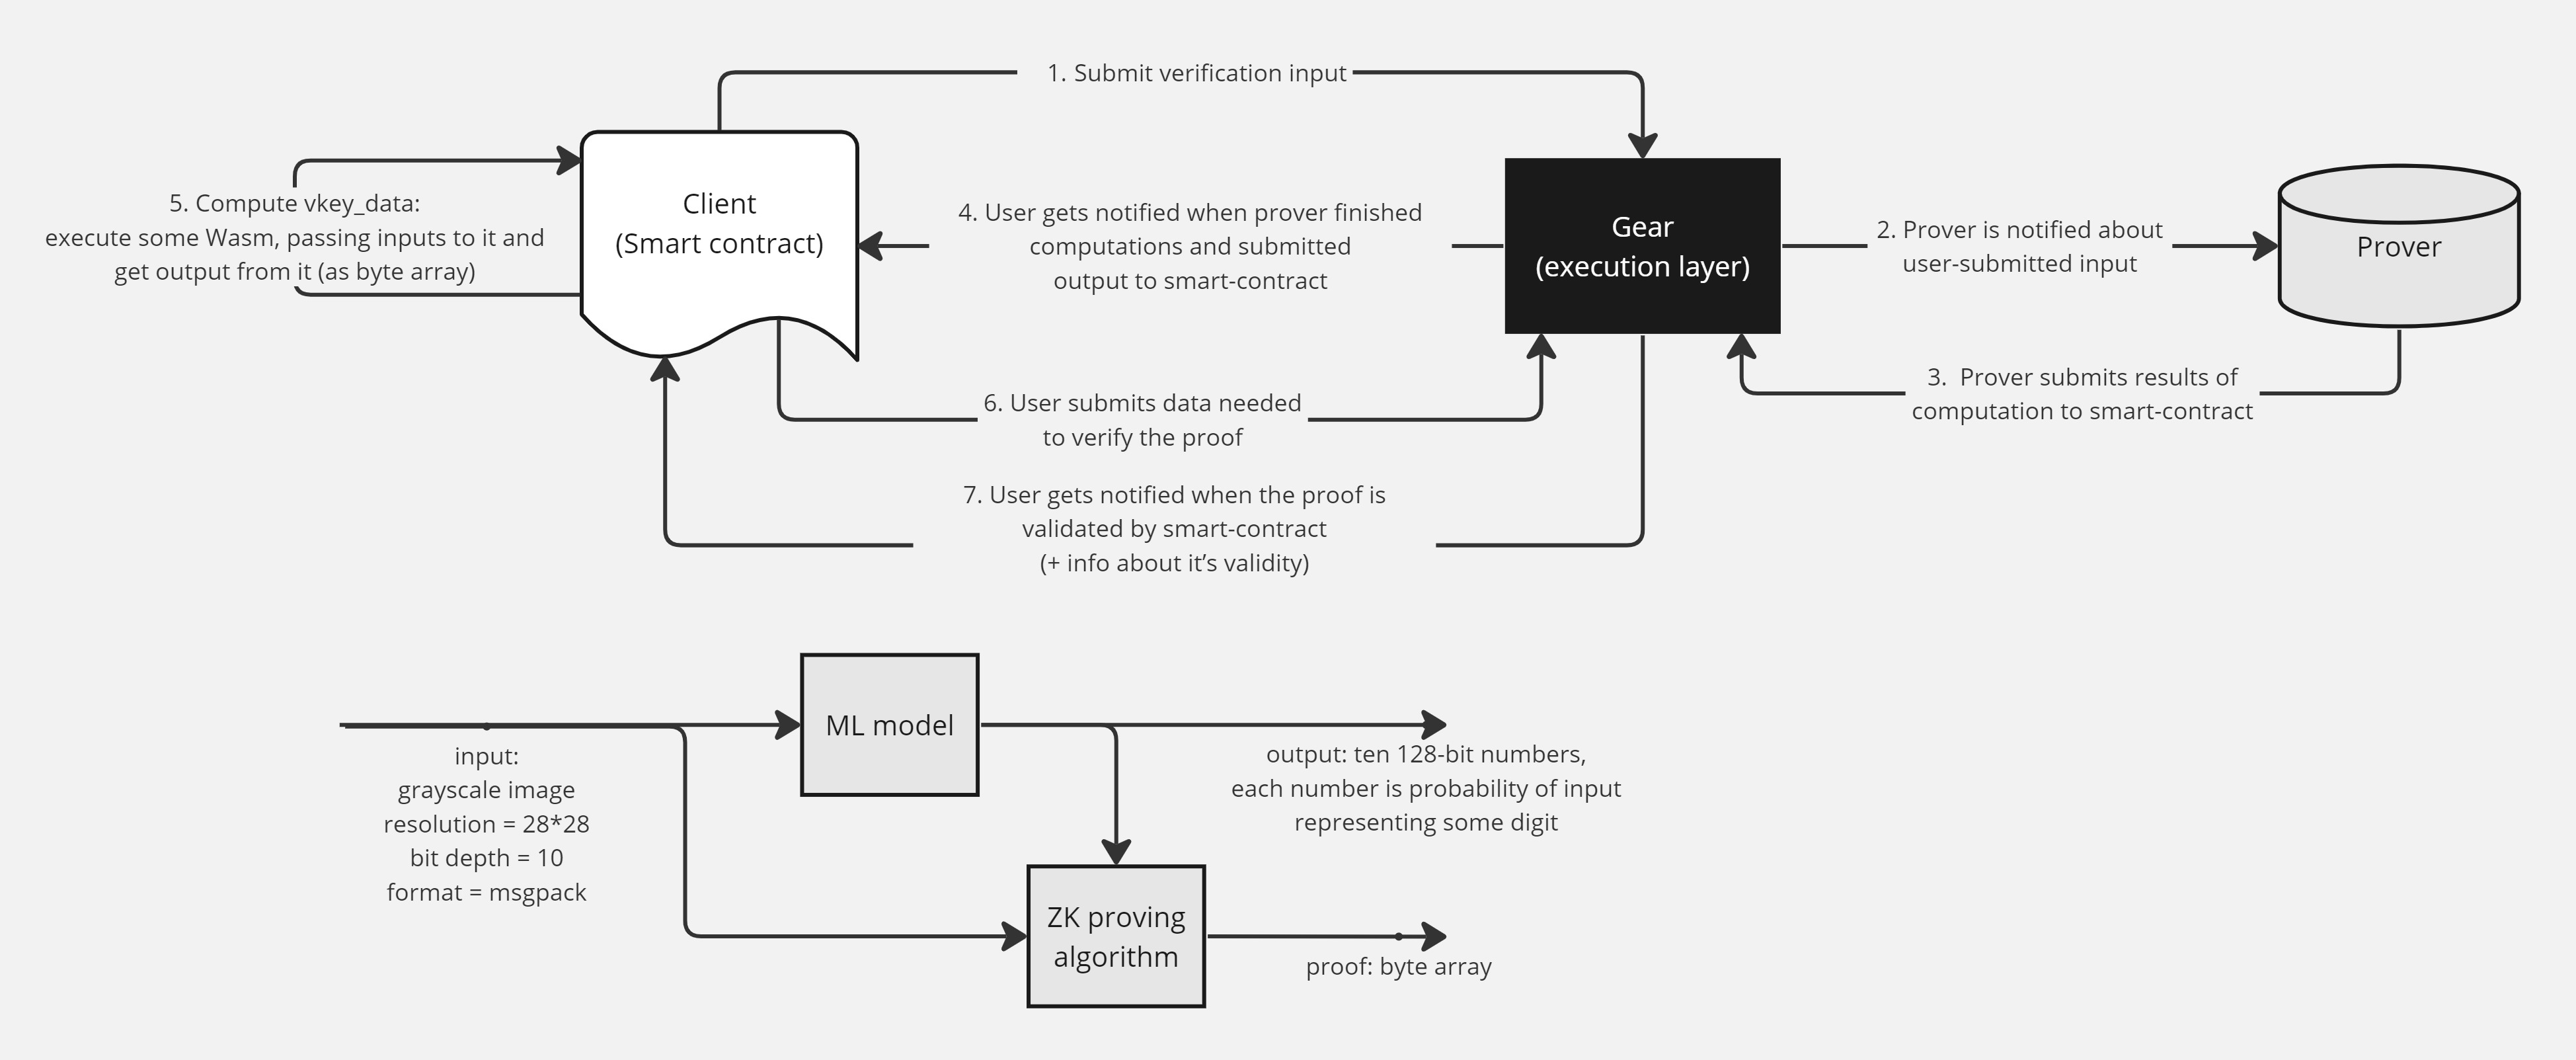 1. Submit verification input
5. Compute vkey_data:
execute some Wasm, passing inputs to it and
get output from it (as byte array)
Client
(Smart contract)
4. User gets notified when prover finished
computations and submitted
output to smart-contract
Gear
(execution layer)
2. Prover is notified about
user-submitted input
Prover
3.  Prover submits results of
computation to smart-contract
6. User submits data needed
to verify the proof
7. User gets notified when the proof is
validated by smart-contract
(+ info about it’s validity)
ML model
input:
grayscale image
resolution = 28*28
bit depth = 10
format = msgpack
output: ten 128-bit numbers,
each number is probability of input
representing some digit
ZK proving
algorithm
proof: byte array